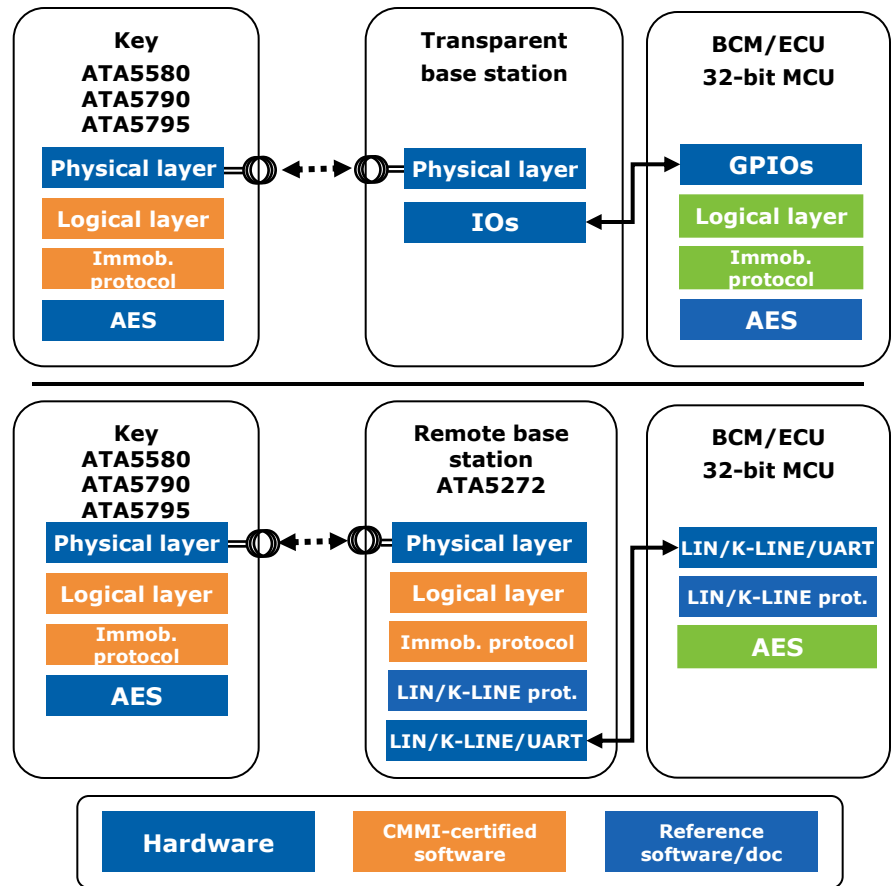 Key
ATA5580
ATA5790
ATA5795
Physical layer
Logical layer
Immob.
protocol
AES
Transparent
base station
Physical layer
IOs
BCM/ECU
32-bit MCU
GPIOs
Logical layer
Immob.
protocol
AES
Key
ATA5580
ATA5790
ATA5795
Physical layer
Logical layer
Immob.
protocol
AES
Remote base
station
ATA5272
Physical layer
Logical layer
Immob. protocol
LIN/K-LINE prot.
LIN/K-LINE/UART
BCM/ECU
32-bit MCU
LIN/K-LINE/UART
LIN/K-LINE prot.
AES
Hardware
CMMI-certified
software
Reference
software/doc